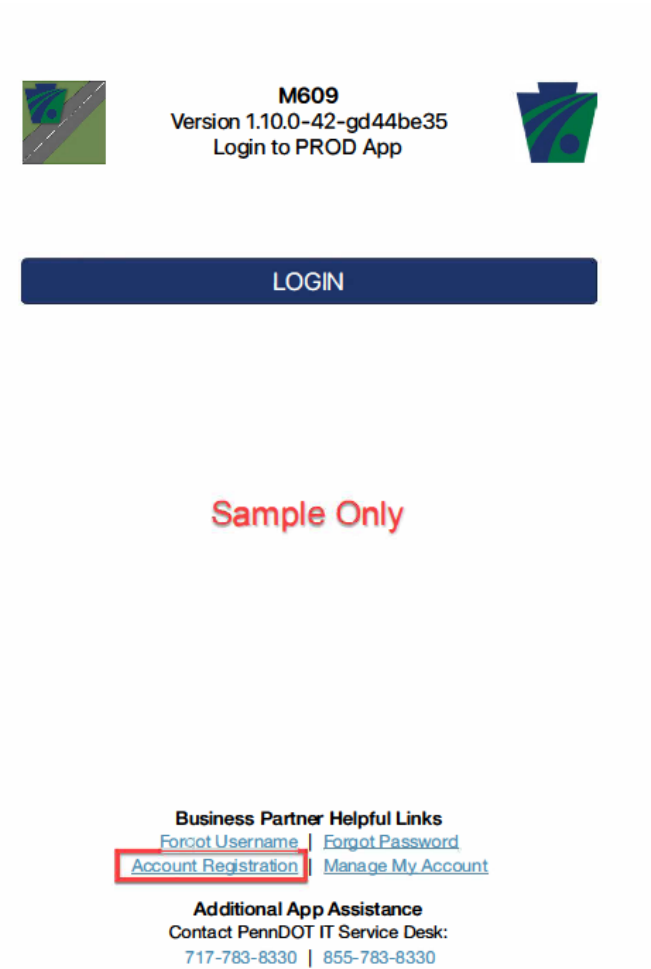 M609
Version 1.10.0-42-gd44be35
Login to PROD App
LOGIN
Sample Only
Business Partner Helpful Links
Forgot Username | Forgot Password
Account Registration | Manage My Account
Additional App Assistance
Contact PennDOT IT Service Desk:
717-783-8330 | 855-783-8330